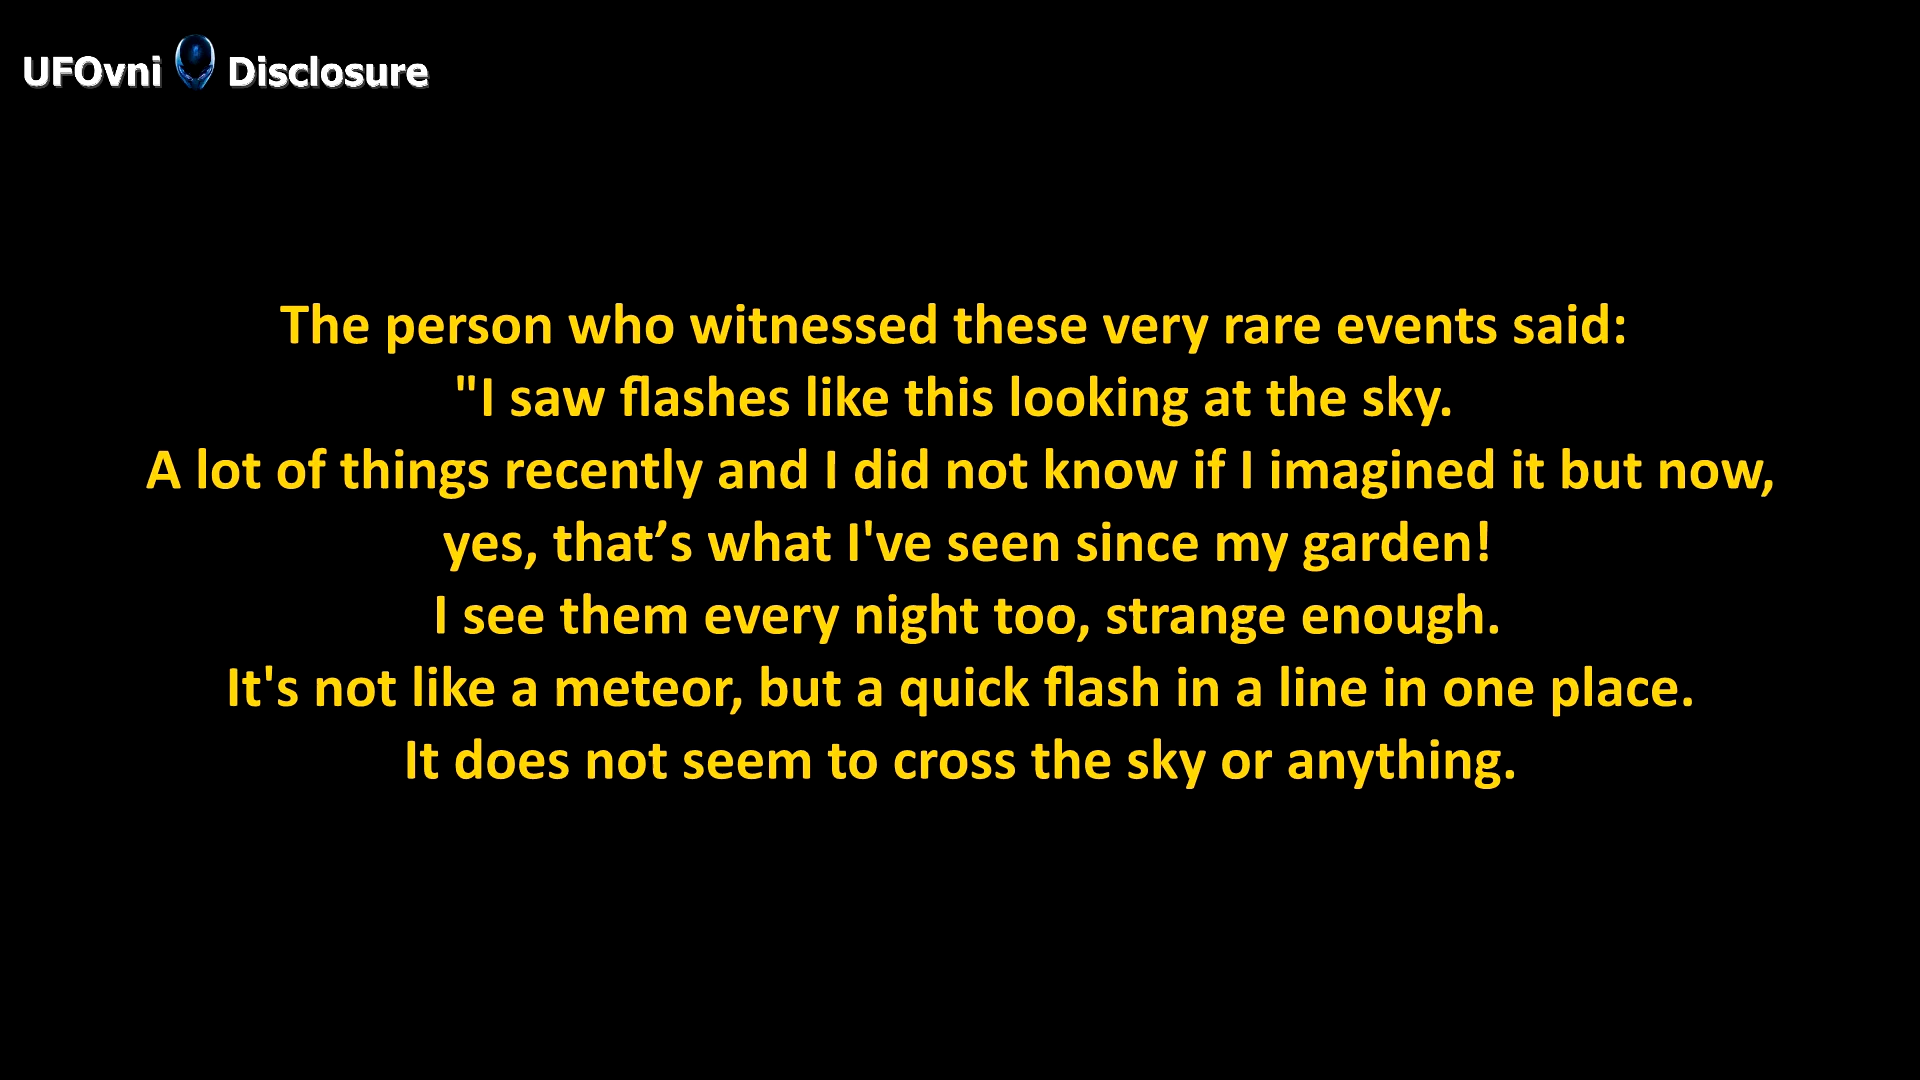 UFOvni Disclosure
The person who witnessed these very rare events said:
"I saw flashes like this looking at the sky.
A lot of things recently and I did not know if I imagined it but now,
yes, that’s what I've seen since my garden!
I see them every night too, strange enough.
It's not like a meteor, but a quick flash in a line in one place.
It does not seem to cross the sky or anything.